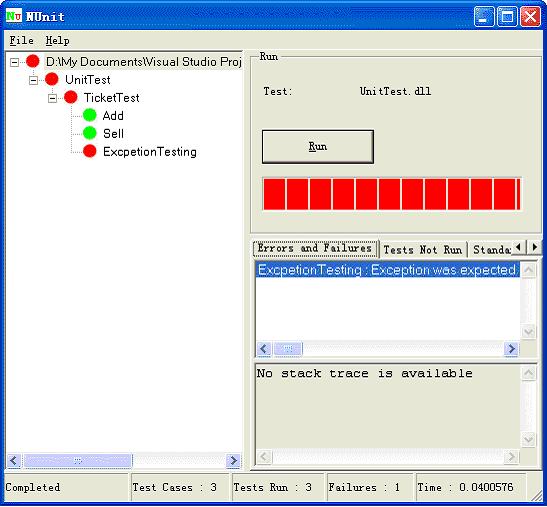 NUnit
File Help
D:\My Documents\Visual Studio Proj
UnitTest
TicketTest
Add
Sell
ExcpetionTesting
Run
Test: UnitTest.dll
Run
Errors and Failures Tests Not Run Standa
ExcpetionTesting : Exception was expected
No stack trace is available
Completed Test Cases : 3 Tests Run : 3 Failures : 1 Time : 0.0400576